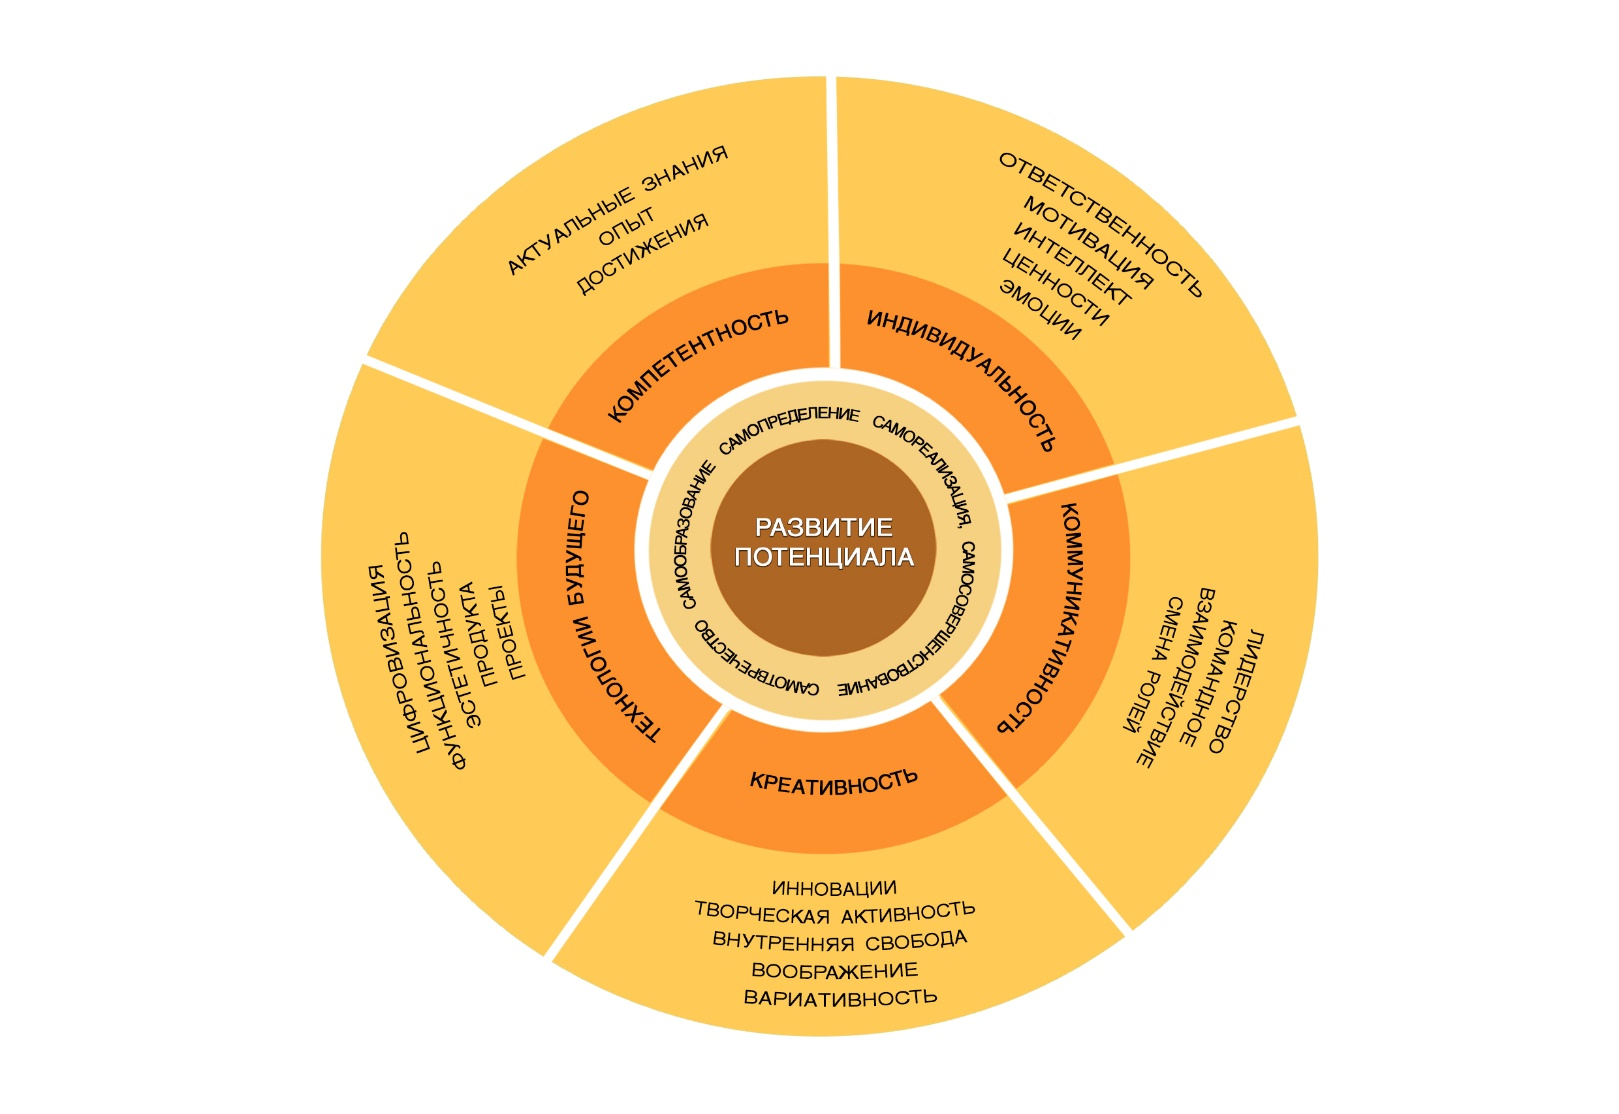 РАЗВИТИЕ
ПОТЕНЦИАЛА
САМОПРЕДЕЛЕНИЕ
САМОРЕАЛИЗАЦИЯ,
САМОСОВЕРШЕНСТВОВАНИЕ
САМОТВРЕЧЕСТВО
САМООБРАЗОВАНИЕ
КОМПЕТЕНТНОСТЬ
АКТУАЛЬНЫЕ ЗНАНИЯ
ОПЫТ
ДОСТИЖЕНИЯ
ИНДИВИДУАЛЬНОСТЬ
ОТВЕТСТВЕННОСТЬ
МОТИВАЦИЯ
ИНТЕЛЛЕКТ
ЦЕННОСТИ
ЭМОЦИИ
КОММУНИКАТИВНОСТЬ
ЛИДЕРСТВО
КОМАНДНОЕ
ВЗАИМОДЕЙСТВИЕ
СМЕНА РОЛЕЙ
КРЕАТИВНОСТЬ
ИННОВАЦИИ
ТВОРЧЕСКАЯ АКТИВНОСТЬ
ВНУТРЕННЯЯ СВОБОДА
ВООБРАЖЕНИЕ
ВАРИАТИВНОСТЬ
ТЕХНОЛОГИИ БУДУЩЕГО
ЦИФРОВИЗАЦИЯ
ФУНКЦИОНАЛЬНОСТЬ
ЭСТЕТИЧНОСТЬ
ПРОДУКТА
ПРОЕКТЫ